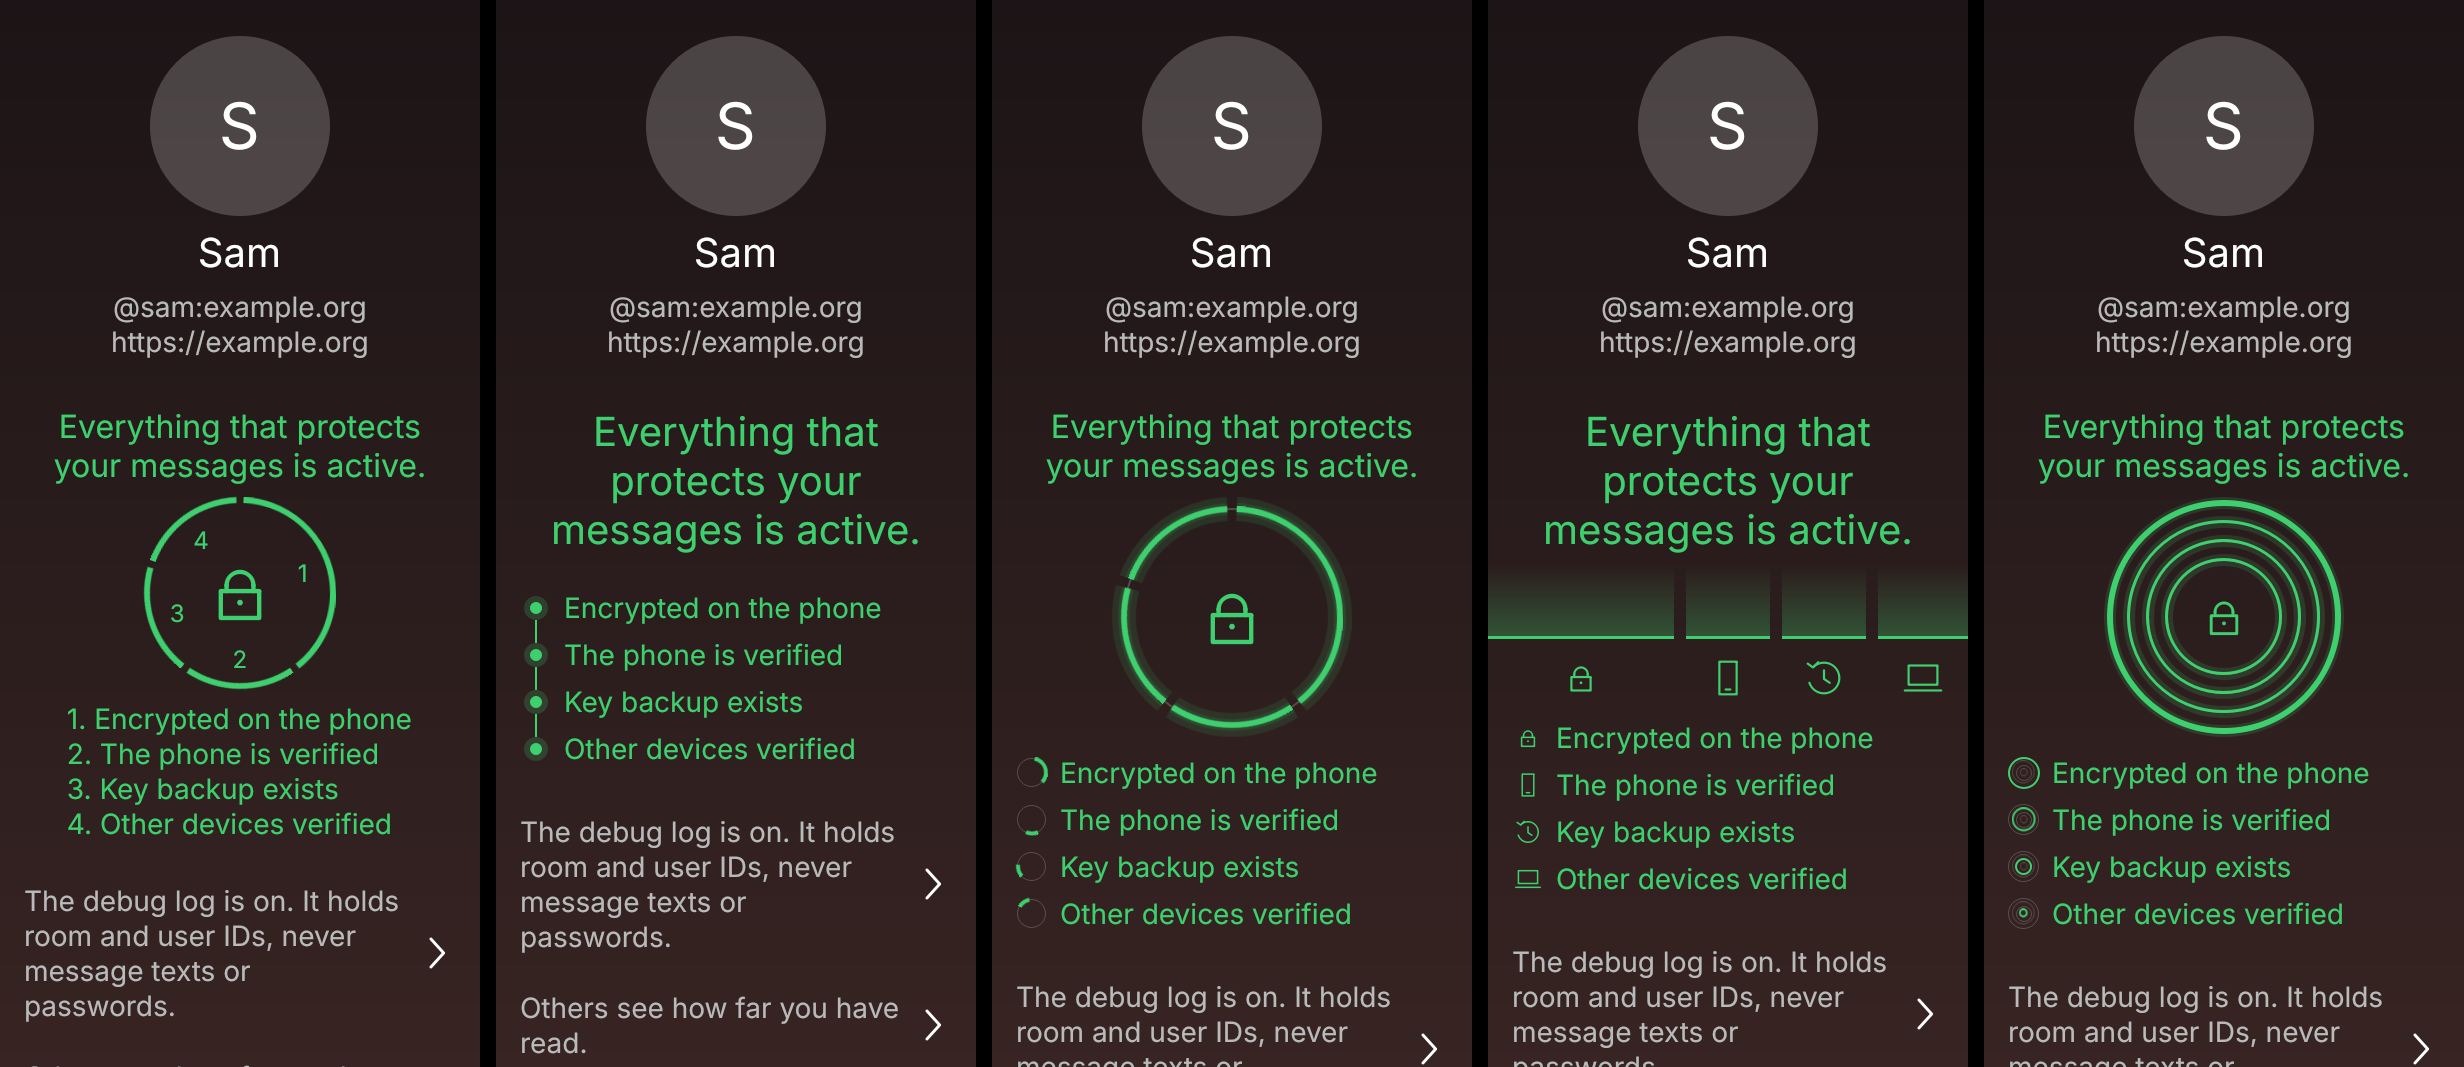 S
Sam
@sam:example.org
https://example.org
Everything that protects
your messages is active.
4
1
3
2
1. Encrypted on the phone
2. The phone is verified
3. Key backup exists
4. Other devices verified
The debug log is on. It holds
room and user IDs, never
message texts or
passwords.
S
Sam
@sam:example.org
https://example.org
Everything that
protects your
messages is active.
Encrypted on the phone
The phone is verified
Key backup exists
Other devices verified
The debug log is on. It holds
room and user IDs, never
message texts or
passwords.
Others see how far you have
read.
S
Sam
@sam:example.org
https://example.org
Everything that protects
your messages is active.
Encrypted on the phone
The phone is verified
Key backup exists
Other devices verified
The debug log is on. It holds
room and user IDs, never
message texts or
S
Sam
@sam:example.org
https://example.org
Everything that
protects your
messages is active.
Encrypted on the phone
The phone is verified
Key backup exists
Other devices verified
The debug log is on. It holds
room and user IDs, never
message texts or
passwords.
S
Sam
@sam:example.org
https://example.org
Everything that protects
your messages is active.
Encrypted on the phone
The phone is verified
Key backup exists
Other devices verified
The debug log is on. It holds
room and user IDs, never
message texts or